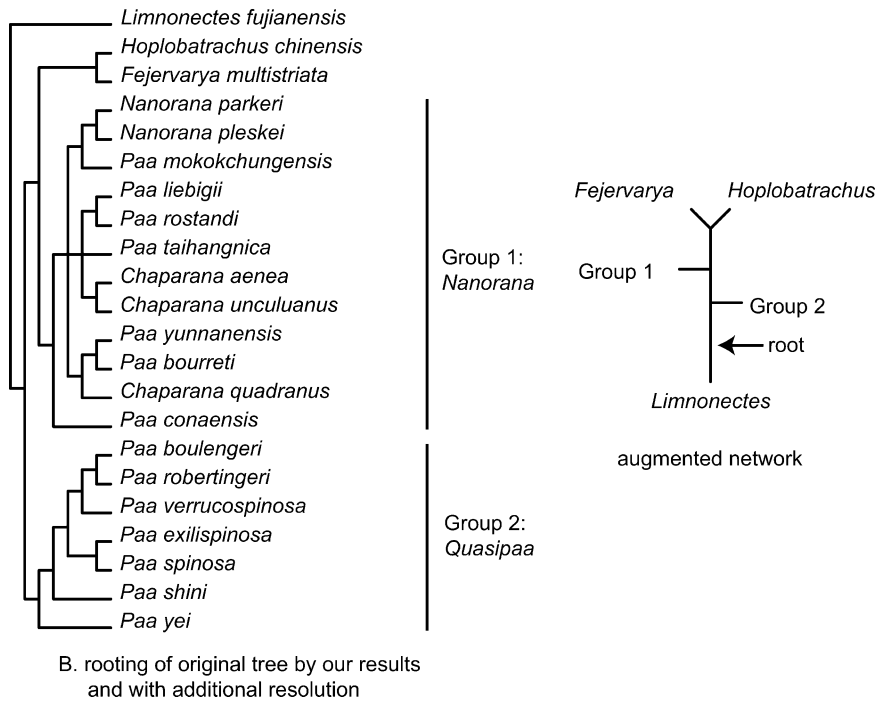 Limnonectes fujianensis
Hoplobatrachus chinensis
Fejervarya multistriata
Nanorana parkeri
Nanorana pleskei
Paa mokokchungensis
Paa liebigii
Paa rostandi
Paa taihangnica
Chaparana aenea
Chaparana unculuanus
Paa yunnanensis
Paa bourreti
Chaparana quadranus
Paa conaensis
Paa boulengeri
Paa robertingeri
Paa verrucospinosa
Paa exilispinosa
Paa spinosa
Paa shini
Paa yei
Group 1:
Nanorana
Group 2:
Quasipaa
Fejervarya
Hoplobatrachus
Group 1
Group 2
root
Limnonectes
augmented network
B. rooting of original tree by our results
and with additional resolution